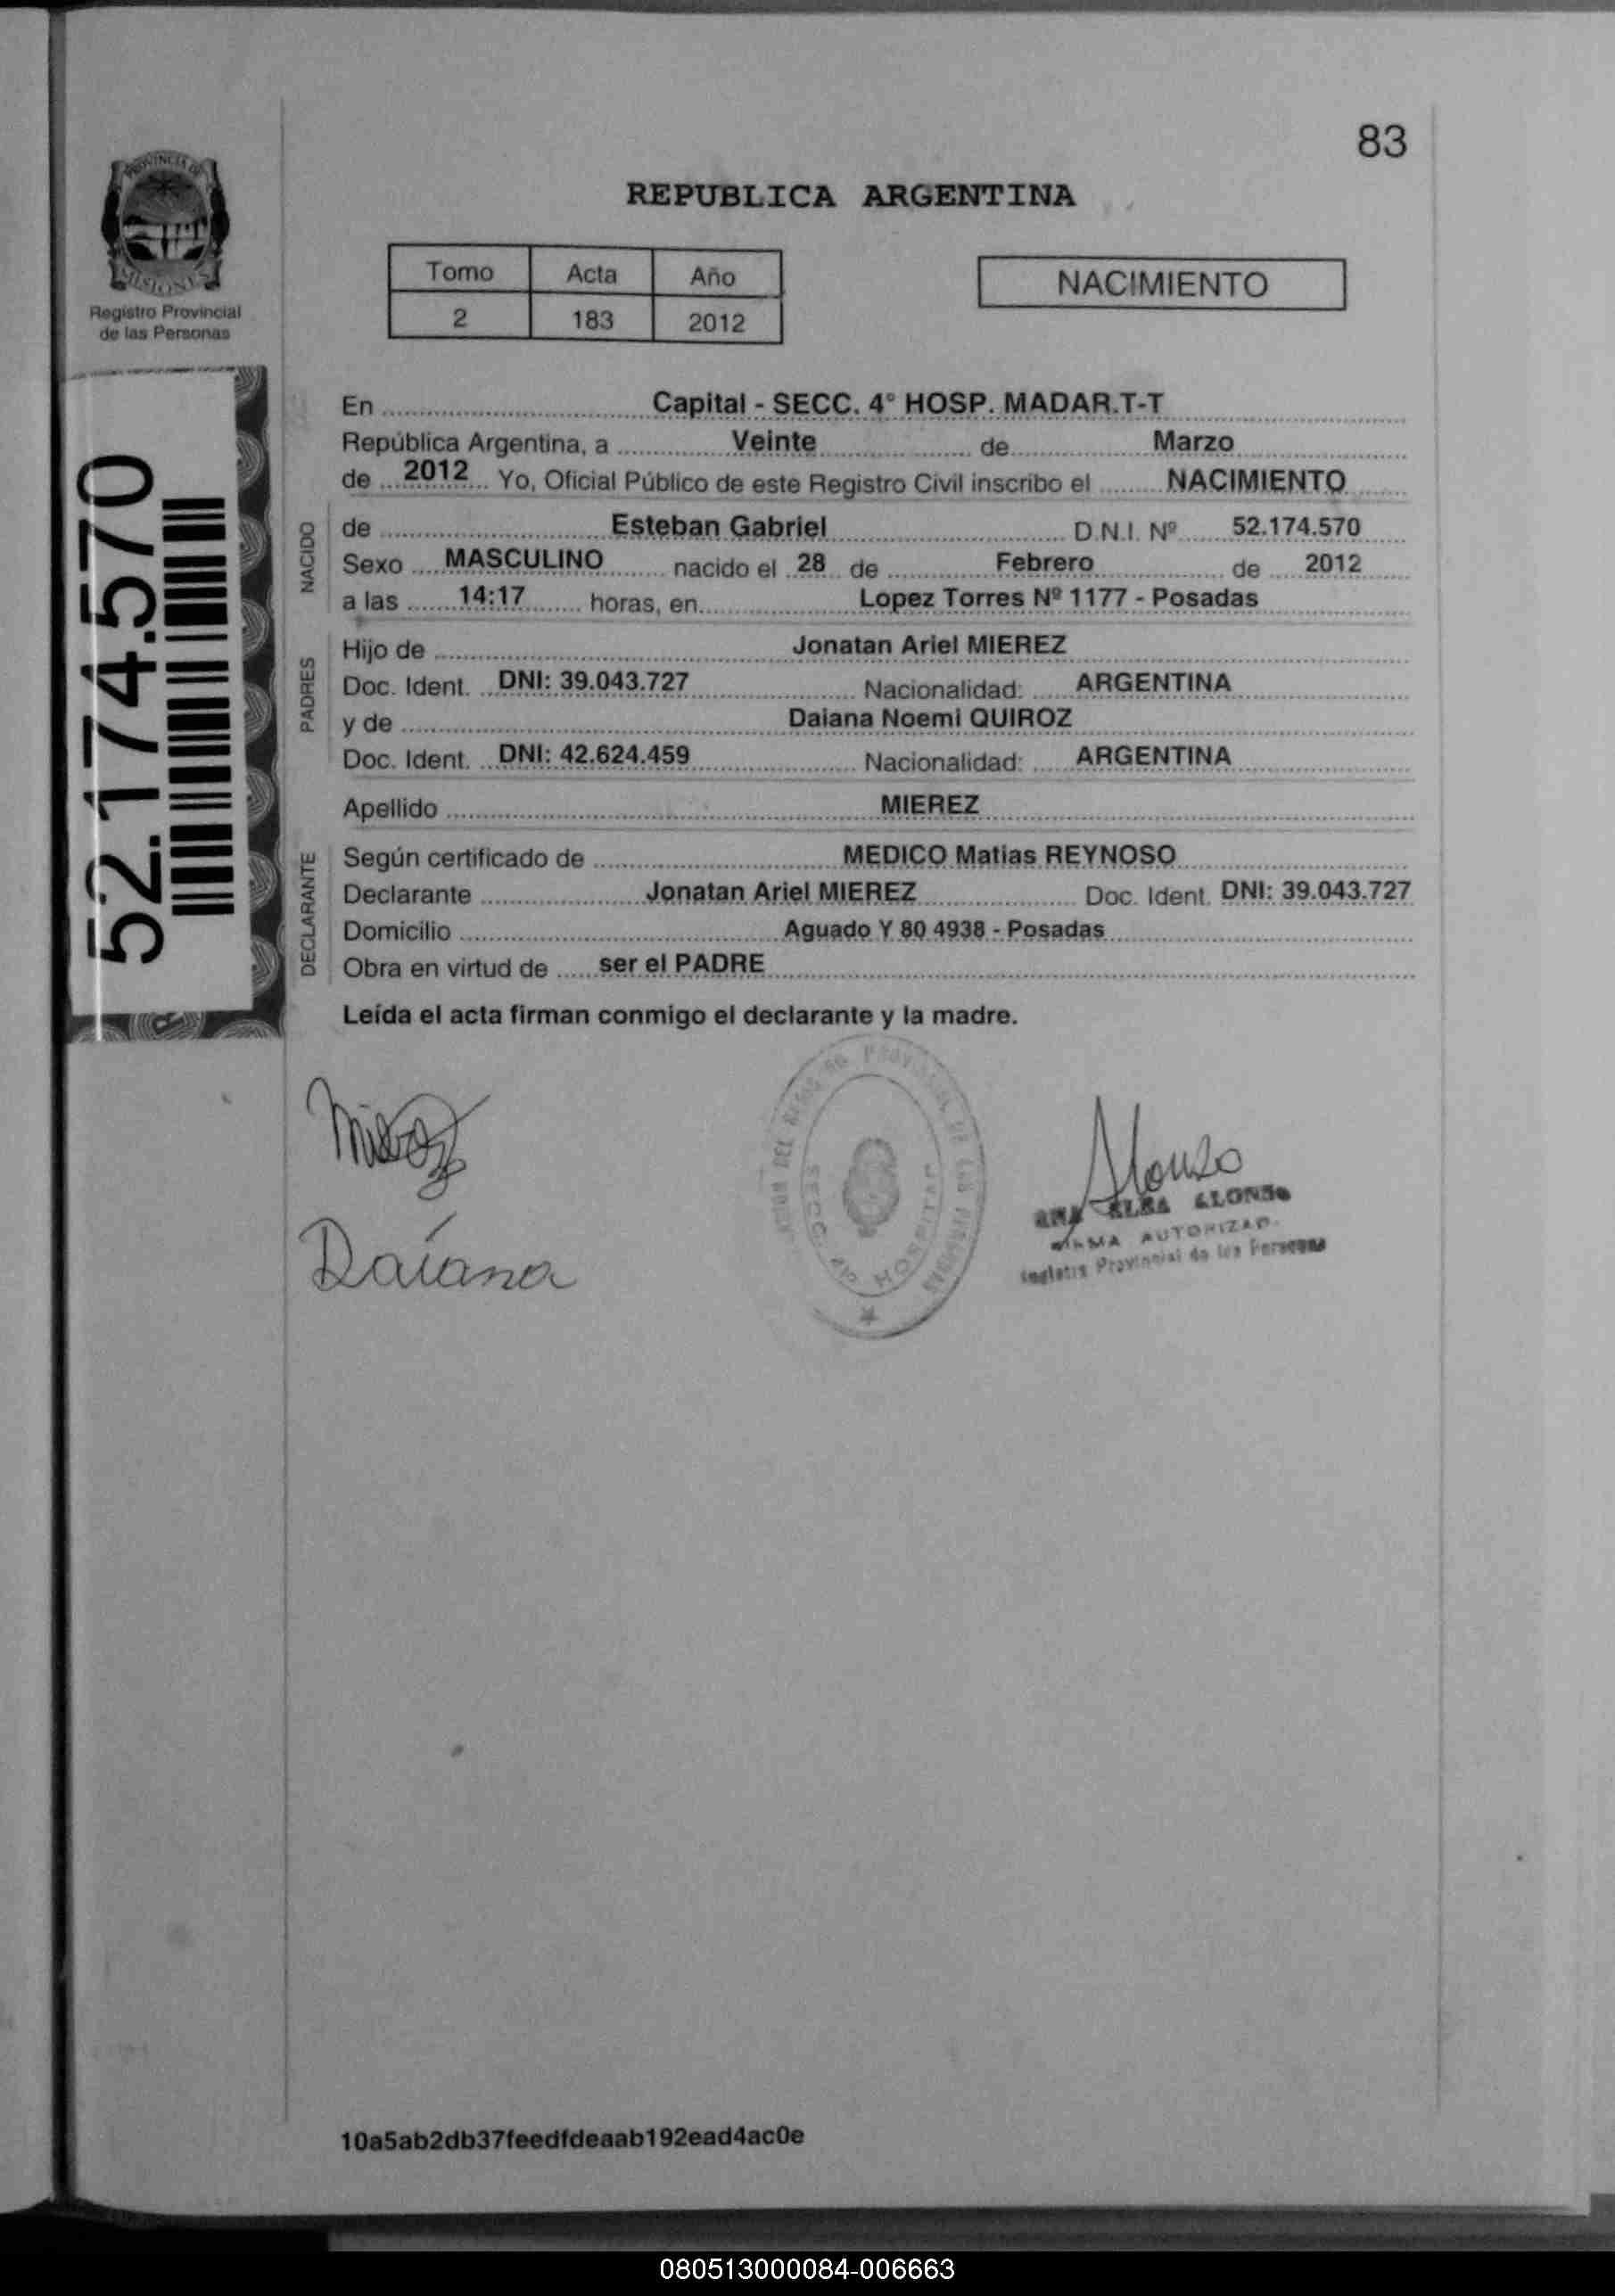 83
PROVINCIA DE
MISIONES
Registro Provincial
de las Personas
REPUBLICA ARGENTINA
Tomo Acta Año
2 183 2012
NACIMIENTO
52.174.570
En Capital - SECC. 4° HOSP. MADAR.T-T
República Argentina, a Veinte de Marzo
de 2012 Yo, Oficial Público de este Registro Civil inscribo el NACIMIENTO
NACIDO
de Esteban Gabriel D.N.I. Nº 52.174.570
Sexo MASCULINO nacido el 28 de Febrero de 2012
a las 14:17 horas, en Lopez Torres Nº 1177 - Posadas
PADRES
Hijo de Jonatan Ariel MIEREZ
Doc. Ident. DNI: 39.043.727 Nacionalidad: ARGENTINA
y de Daiana Noemi QUIROZ
Doc. Ident. DNI: 42.624.459 Nacionalidad: ARGENTINA
Apellido MIEREZ
DECLARANTE
Según certificado de MEDICO Matias REYNOSO
Declarante Jonatan Ariel MIEREZ Doc. Ident. DNI: 39.043.727
Domicilio Aguado Y 80 4938 - Posadas
Obra en virtud de ser el PADRE
Leída el acta firman conmigo el declarante y la madre.
Daíana
Alonso
ANA ELBA ALONSO
FIRMA AUTORIZAD.
Registro Provincial de las Personas
10a5ab2db37feedfdeaab192ead4ac0e
080513000084-006663